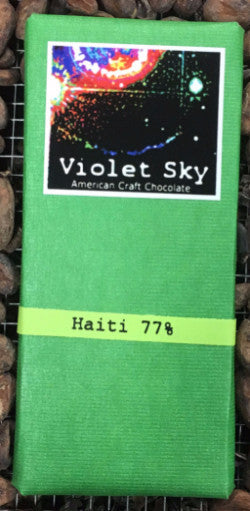 Violet Sky
American Craft Chocolate
Haiti 77%